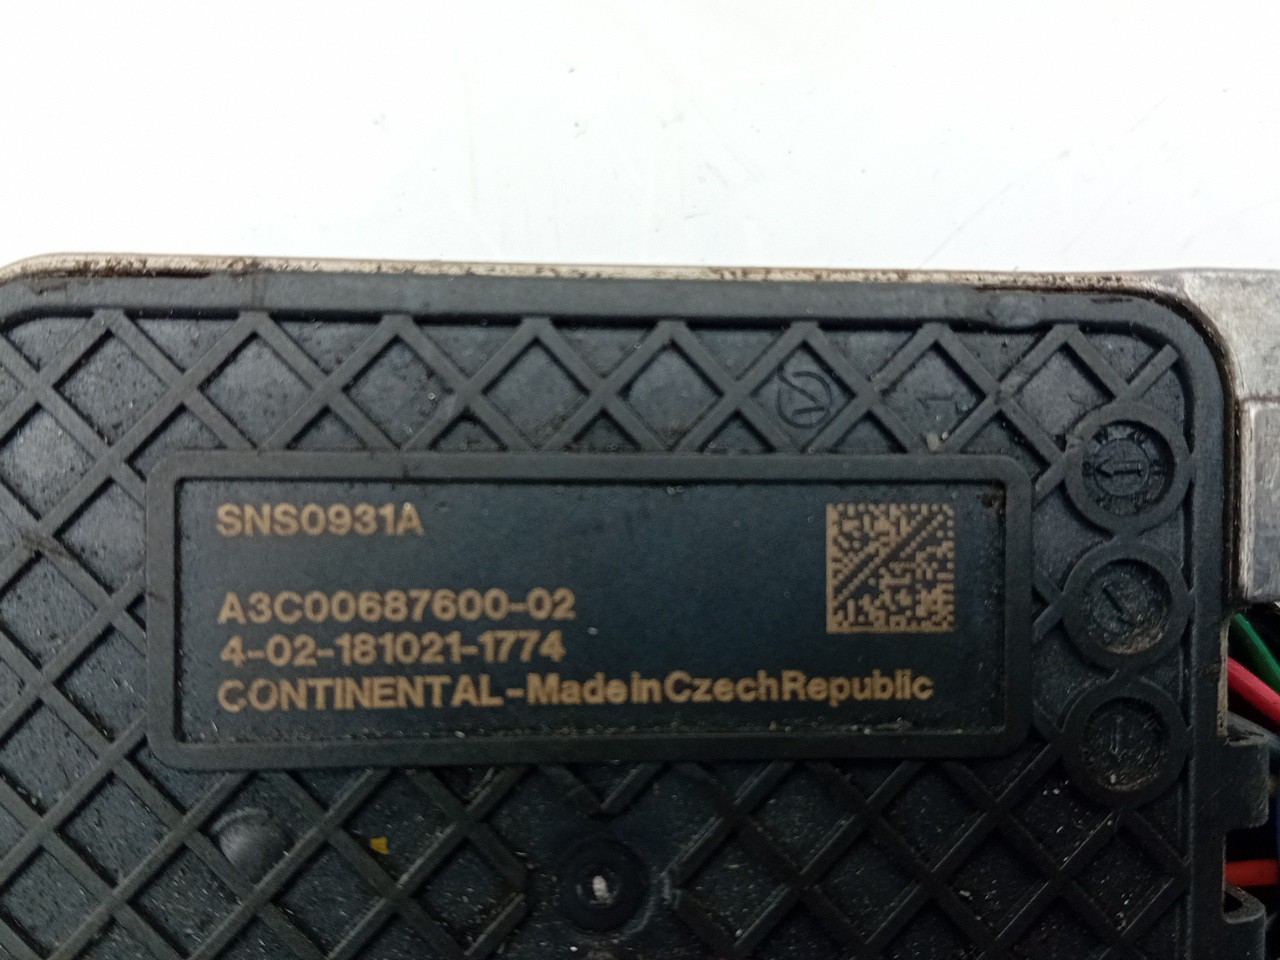 SNS0931A
A3C00687600-02
4-02-181021-1774
CONTINENTAL-MadeinCzechRepublic